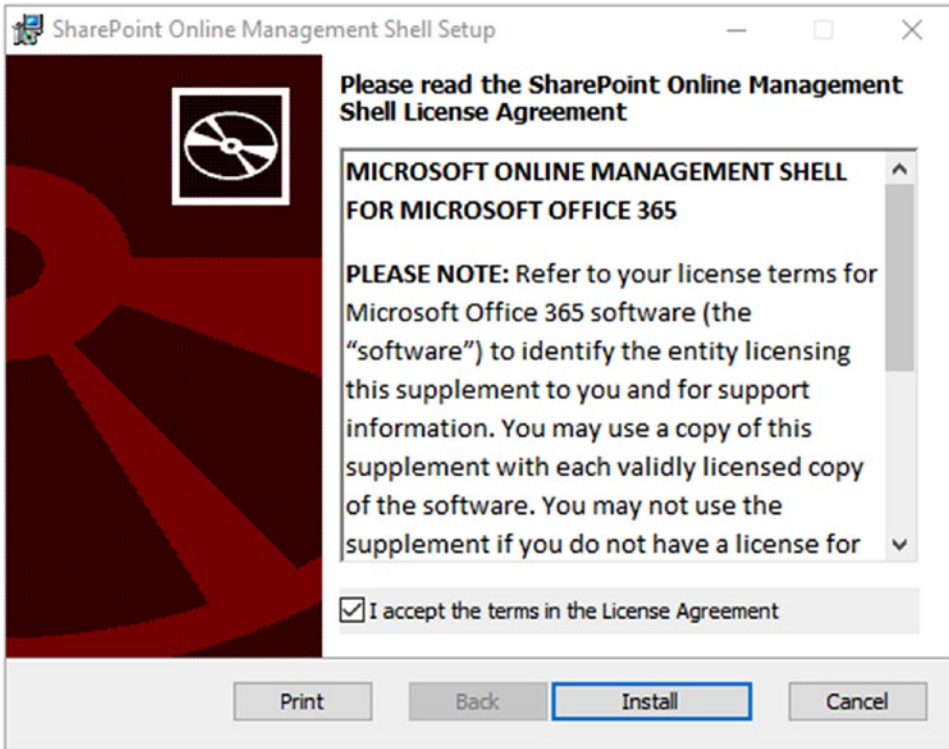 SharePoint Online Management Shell Setup
Please read the SharePoint Online Management
Shell License Agreement
MICROSOFT ONLINE MANAGEMENT SHELL
FOR MICROSOFT OFFICE 365
PLEASE NOTE: Refer to your license terms for
Microsoft Office 365 software (the
“software”) to identify the entity licensing
this supplement to you and for support
information. You may use a copy of this
supplement with each validly licensed copy
of the software. You may not use the
supplement if you do not have a license for
I accept the terms in the License Agreement
Print
Back
Install
Cancel